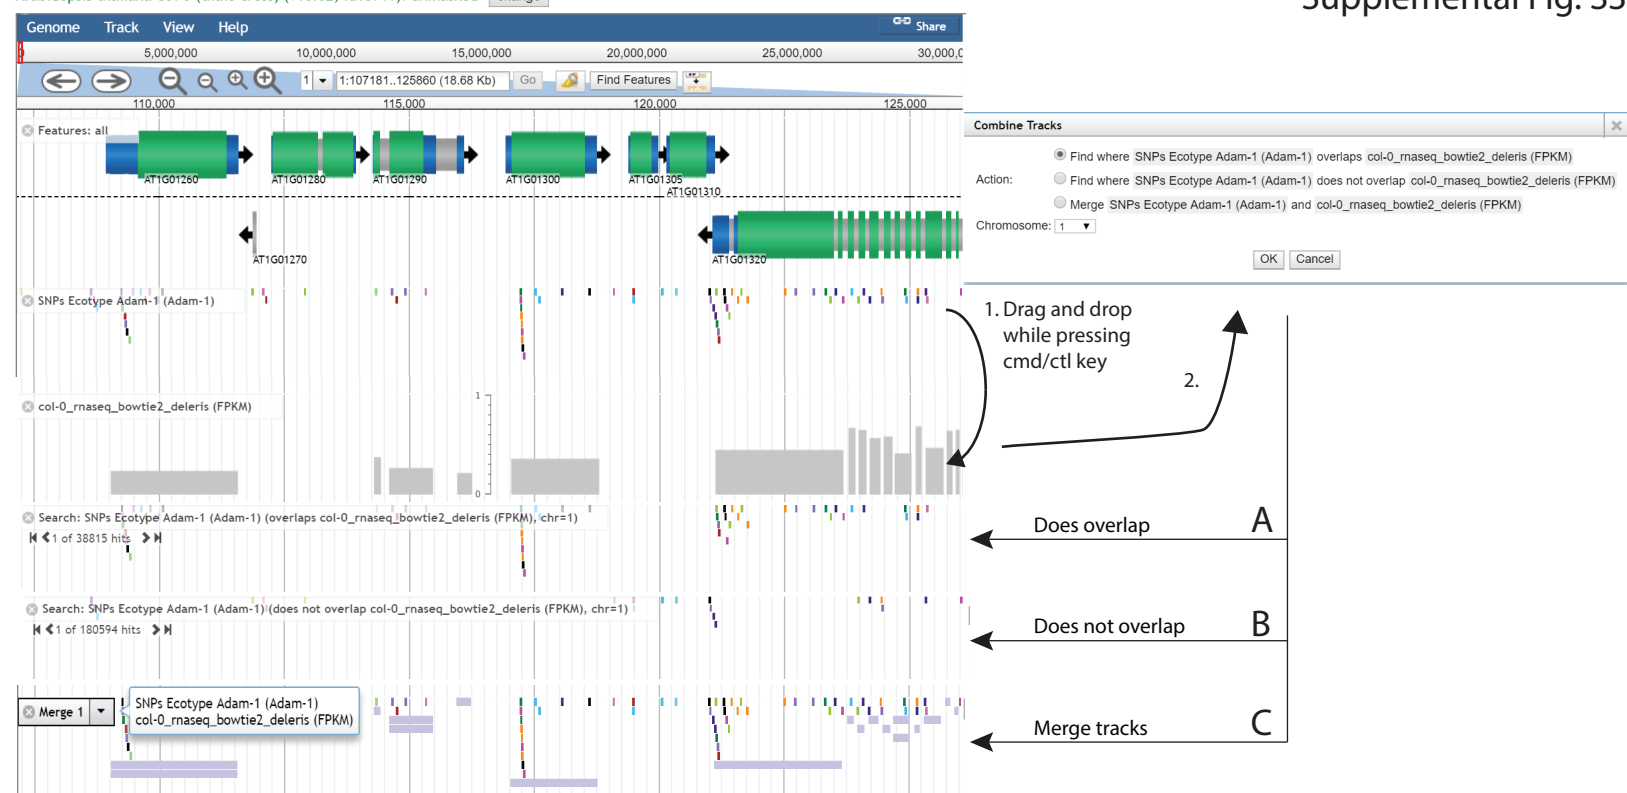 Supplemental Fig. S5
Genome Track View Help Share
0 5,000,000 10,000,000 15,000,000 20,000,000 25,000,000 30,000,0
1 1:107181..125860 (18.68 Kb) Go Find Features
110,000 115,000 120,000 125,000
Features: all
AT1G01260 AT1G01280 AT1G01290 AT1G01300 AT1G01305
AT1G01310
AT1G01270 AT1G01320
SNPs Ecotype Adam-1 (Adam-1)
col-0_rnaseq_bowtie2_deleris (FPKM)
1
0
Search: SNPs Ecotype Adam-1 (Adam-1) (overlaps col-0_rnaseq_bowtie2_deleris (FPKM), chr=1)
1 of 38815 hits
Search: SNPs Ecotype Adam-1 (Adam-1) (does not overlap col-0_rnaseq_bowtie2_deleris (FPKM), chr=1)
1 of 180594 hits
Merge 1
SNPs Ecotype Adam-1 (Adam-1)
col-0_rnaseq_bowtie2_deleris (FPKM)
Combine Tracks
Action:
Find where SNPs Ecotype Adam-1 (Adam-1) overlaps col-0_rnaseq_bowtie2_deleris (FPKM)
Find where SNPs Ecotype Adam-1 (Adam-1) does not overlap col-0_rnaseq_bowtie2_deleris (FPKM)
Merge SNPs Ecotype Adam-1 (Adam-1) and col-0_rnaseq_bowtie2_deleris (FPKM)
Chromosome: 1
OK Cancel
1. Drag and drop
while pressing
cmd/ctl key
2.
Does overlap A
Does not overlap B
Merge tracks C